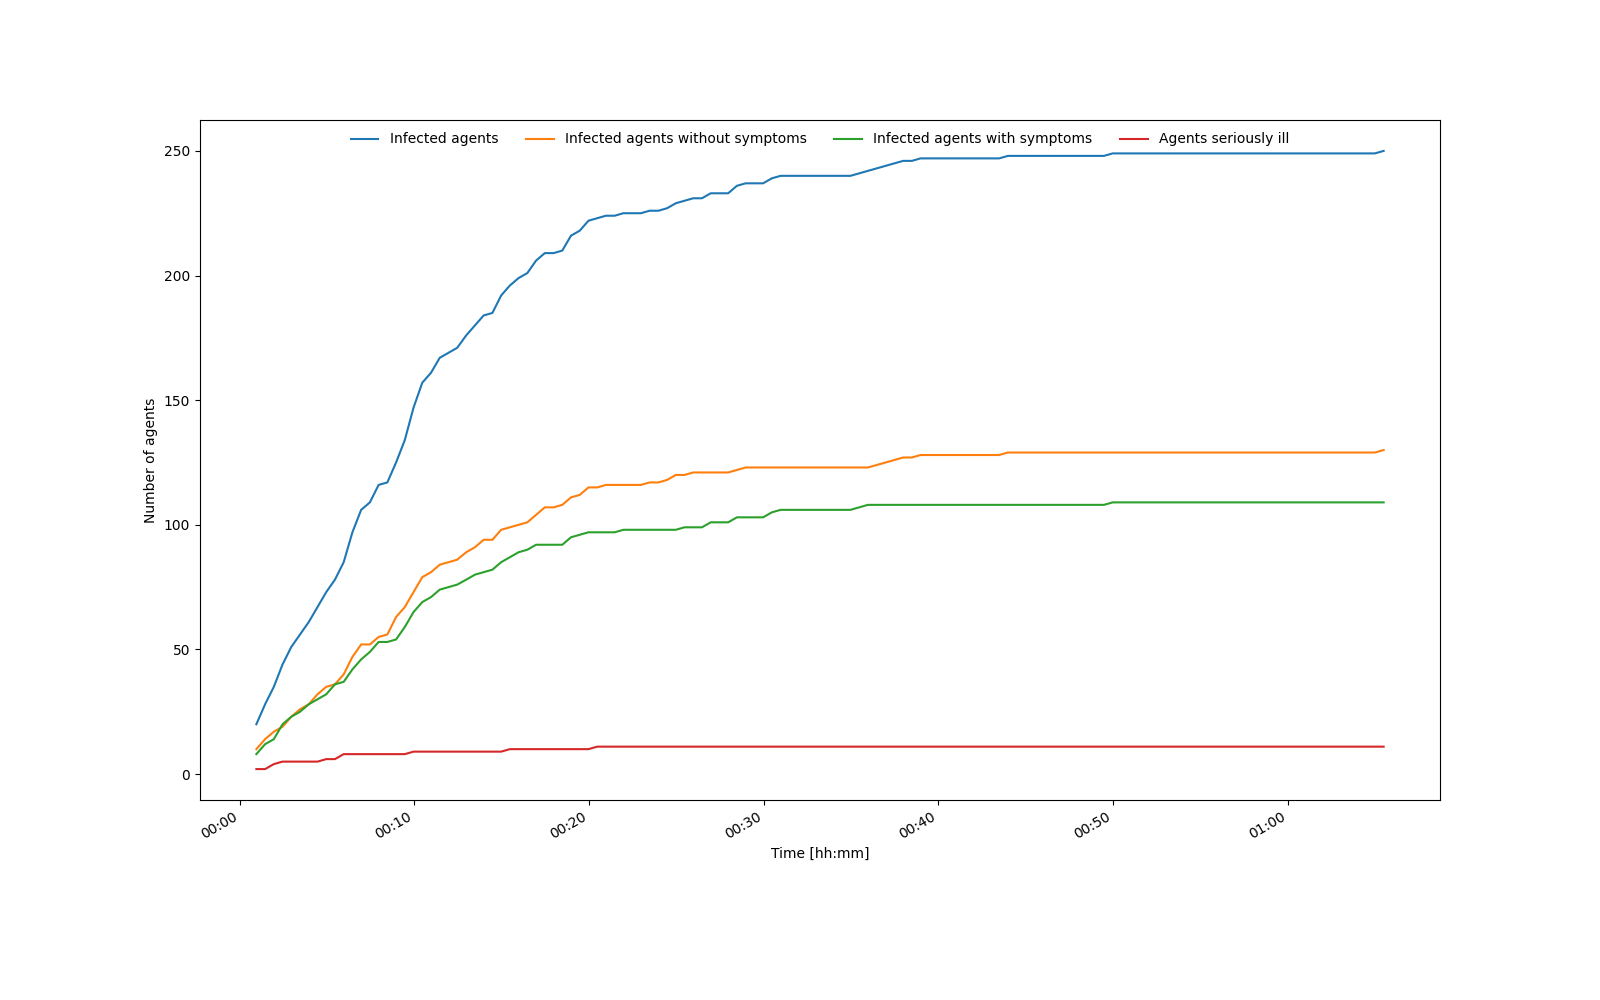 Infected agents
Infected agents without symptoms
Infected agents with symptoms
Agents seriously ill
250
200
150
100
50
0
Number of agents
00:00
00:10
00:20
00:30
00:40
00:50
01:00
Time [hh:mm]